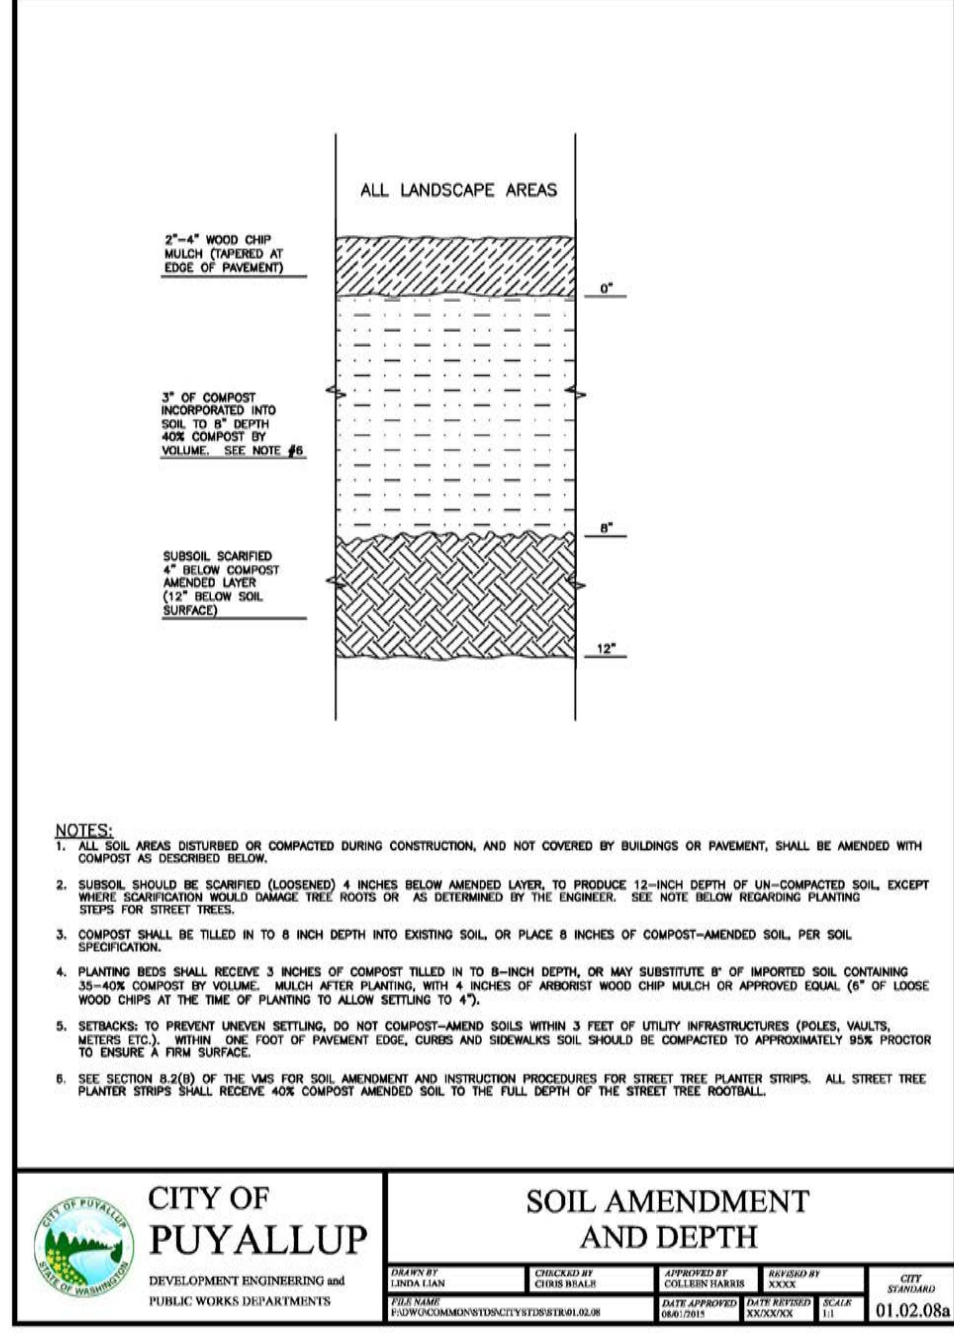 ALL LANDSCAPE AREAS
2"-4" WOOD CHIP
MULCH (TAPERED AT
EDGE OF PAVEMENT)
0"
3" OF COMPOST
INCORPORATED INTO
SOIL TO 8" DEPTH
40% COMPOST BY
VOLUME. SEE NOTE #6
8"
SUBSOIL SCARIFIED
4" BELOW COMPOST
AMENDED LAYER
(12" BELOW SOIL
SURFACE)
12"
NOTES:
1. ALL SOIL AREAS DISTURBED OR COMPACTED DURING CONSTRUCTION, AND NOT COVERED BY BUILDINGS OR PAVEMENT, SHALL BE AMENDED WITH
COMPOST AS DESCRIBED BELOW.
2. SUBSOIL SHOULD BE SCARIFIED (LOOSENED) 4 INCHES BELOW AMENDED LAYER, TO PRODUCE 12-INCH DEPTH OF UN-COMPACTED SOIL, EXCEPT
WHERE SCARIFICATION WOULD DAMAGE TREE ROOTS OR AS DETERMINED BY THE ENGINEER. SEE NOTE BELOW REGARDING PLANTING
STEPS FOR STREET TREES.
3. COMPOST SHALL BE TILLED IN TO 8 INCH DEPTH INTO EXISTING SOIL, OR PLACE 8 INCHES OF COMPOST-AMENDED SOIL, PER SOIL
SPECIFICATION.
4. PLANTING BEDS SHALL RECEIVE 3 INCHES OF COMPOST TILLED IN TO 8-INCH DEPTH, OR MAY SUBSTITUTE 8" OF IMPORTED SOIL CONTAINING
35-40% COMPOST BY VOLUME. MULCH AFTER PLANTING, WITH 4 INCHES OF ARBORIST WOOD CHIP MULCH OR APPROVED EQUAL (6" OF LOOSE
WOOD CHIPS AT THE TIME OF PLANTING TO ALLOW SETTLING TO 4").
5. SETBACKS: TO PREVENT UNEVEN SETTLING, DO NOT COMPOST-AMEND SOILS WITHIN 3 FEET OF UTILITY INFRASTRUCTURES (POLES, VAULTS,
METERS ETC.). WITHIN ONE FOOT OF PAVEMENT EDGE, CURBS AND SIDEWALKS SOIL SHOULD BE COMPACTED TO APPROXIMATELY 95% PROCTOR
TO ENSURE A FIRM SURFACE.
6. SEE SECTION 8.2(B) OF THE VMS FOR SOIL AMENDMENT AND INSTRUCTION PROCEDURES FOR STREET TREE PLANTER STRIPS. ALL STREET TREE
PLANTER STRIPS SHALL RECEIVE 40% COMPOST AMENDED SOIL TO THE FULL DEPTH OF THE STREET TREE ROOTBALL.
CITY OF PUYALLUP
STATE OF WASHINGTON
CITY OF
PUYALLUP
DEVELOPMENT ENGINEERING and
PUBLIC WORKS DEPARTMENTS
SOIL AMENDMENT
AND DEPTH
DRAWN BY
LINDA LIAN
CHECKED BY
CHRIS BEALE
APPROVED BY
COLLEEN HARRIS
REVISED BY
XXXX
FILE NAME
F:\DWG\COMMON\STDS\CITYSTDS\STR\01.02.08
DATE APPROVED
08/01/2015
DATE REVISED
XX/XX/XX
SCALE
1:1
CITY
STANDARD
01.02.08a